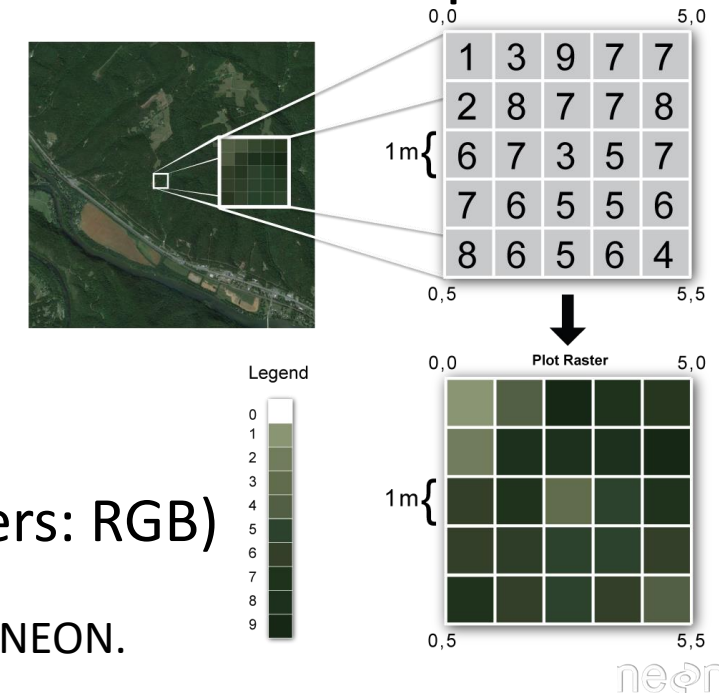 0,0 5,0
1 3 9 7 7
2 8 7 7 8
1m{ 6 7 3 5 7
7 6 5 5 6
8 6 5 6 4
0,5 5,5
0,0 Plot Raster 5,0
Legend
0
1
2
3
4
5
6
7
8
9
1m{
ers: RGB)
NEON.
0,5 5,5
neon